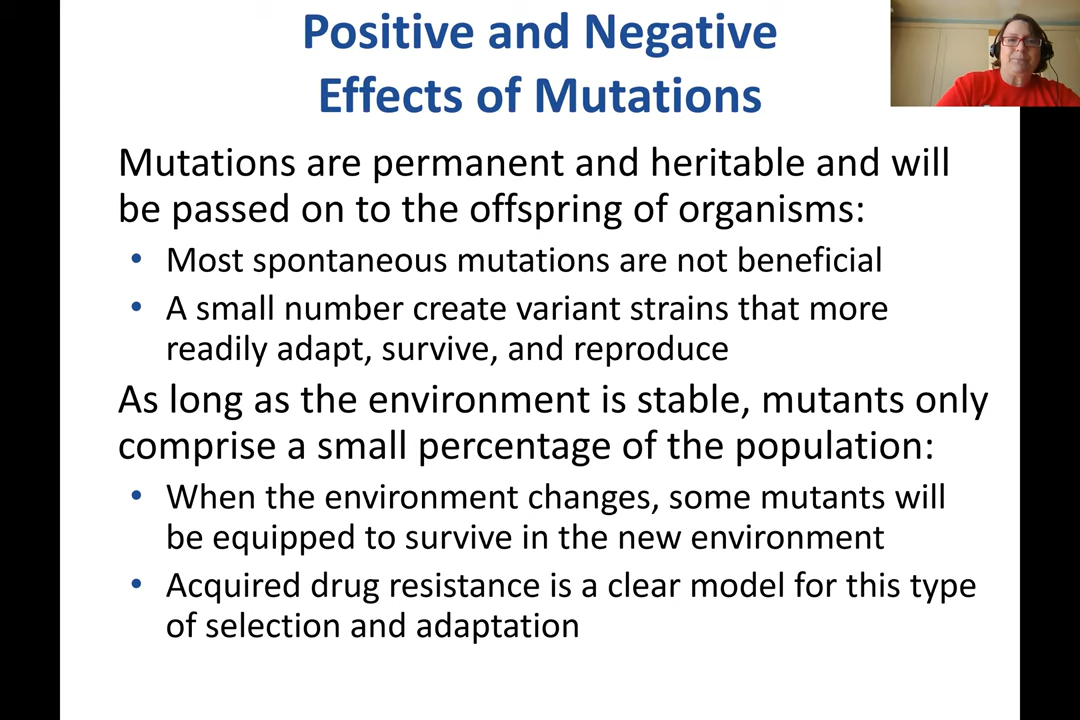 Positive and Negative
Effects of Mutations
Mutations are permanent and heritable and will
be passed on to the offspring of organisms:
• Most spontaneous mutations are not beneficial
• A small number create variant strains that more
readily adapt, survive, and reproduce
As long as the environment is stable, mutants only
comprise a small percentage of the population:
• When the environment changes, some mutants will
be equipped to survive in the new environment
• Acquired drug resistance is a clear model for this type
of selection and adaptation